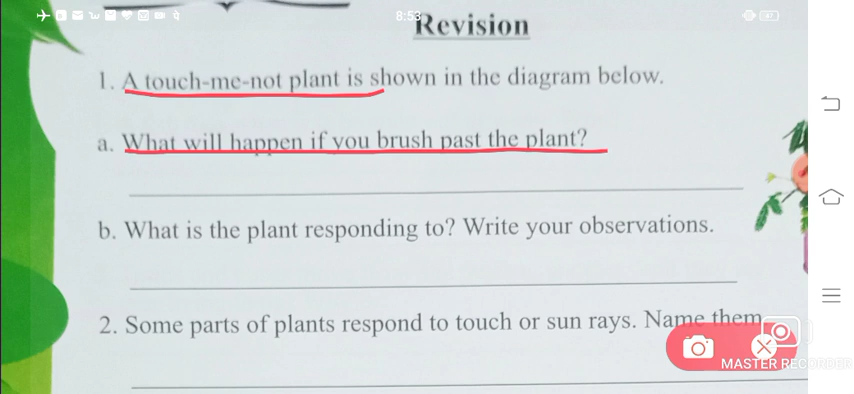 8:53
Revision
1. A touch-me-not plant is shown in the diagram below.
a. What will happen if you brush past the plant?
b. What is the plant responding to? Write your observations.
2. Some parts of plants respond to touch or sun rays. Name them
MASTER RECORDER